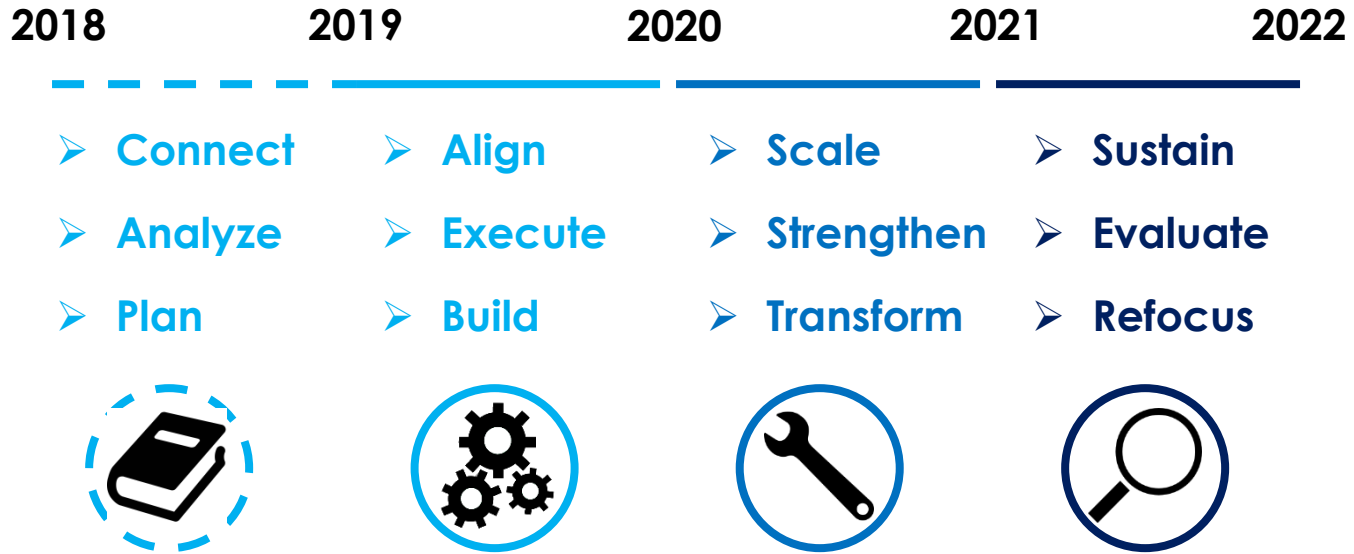 2018 2019 2020 2021 2022
➢ Connect ➢ Align ➢ Scale ➢ Sustain
➢ Analyze ➢ Execute ➢ Strengthen ➢ Evaluate
➢ Plan ➢ Build ➢ Transform ➢ Refocus